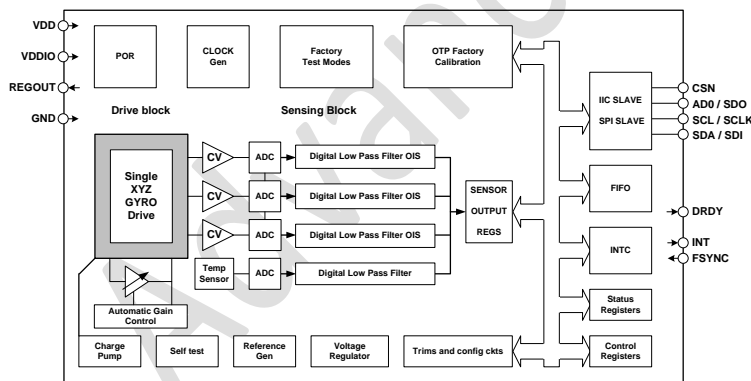 VDD
VDDIO
REGOUT
GND
POR
CLOCK
Gen
Factory
Test Modes
OTP Factory
Calibration
Drive block
Sensing Block
Single
XYZ
GYRO
Drive
CV
ADC
Digital Low Pass Filter OIS
CV
ADC
Digital Low Pass Filter OIS
CV
ADC
Digital Low Pass Filter OIS
Temp
Sensor
ADC
Digital Low Pass Filter
SENSOR
OUTPUT
REGS
Automatic Gain
Control
Charge
Pump
Self test
Reference
Gen
Voltage
Regulator
Trims and config ckts
IIC SLAVE
SPI SLAVE
FIFO
INTC
Status
Registers
Control
Registers
CSN
AD0 / SDO
SCL / SCLK
SDA / SDI
DRDY
INT
FSYNC
Advanc